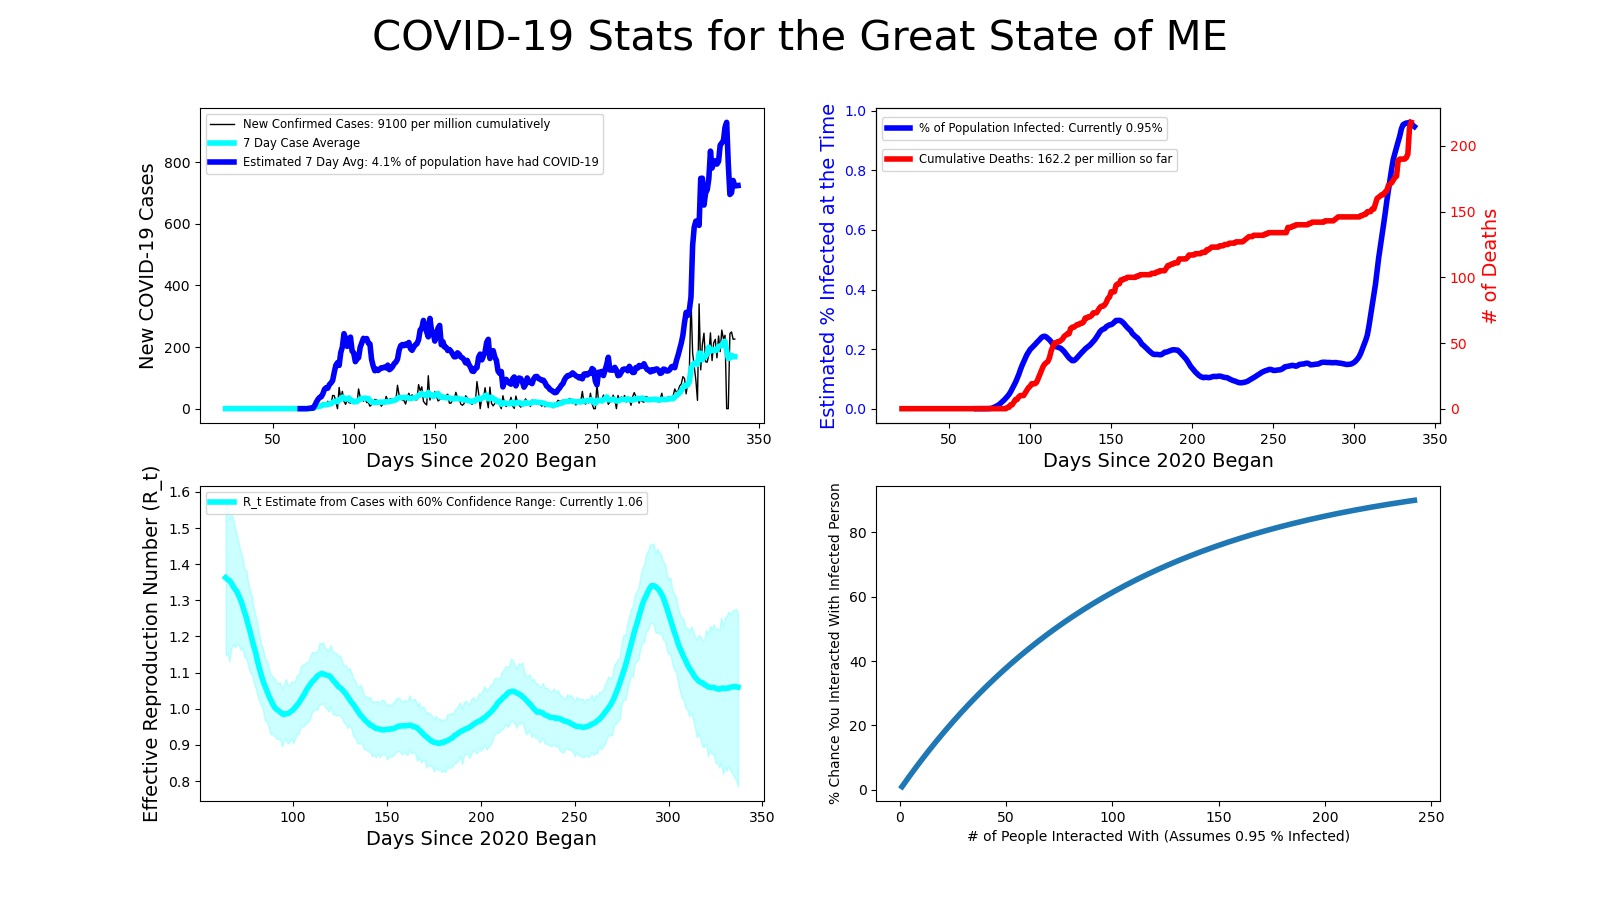 COVID-19 Stats for the Great State of ME
New COVID-19 Cases
800
600
400
200
0
New Confirmed Cases: 9100 per million cumulatively
7 Day Case Average
Estimated 7 Day Avg: 4.1% of population have had COVID-19
50 100 150 200 250 300 350
Days Since 2020 Began
Estimated % Infected at the Time
1.0
0.8
0.6
0.4
0.2
0.0
% of Population Infected: Currently 0.95%
Cumulative Deaths: 162.2 per million so far
200
150
100
50
0
# of Deaths
50 100 150 200 250 300 350
Days Since 2020 Began
Effective Reproduction Number (R_t)
1.6
1.5
1.4
1.3
1.2
1.1
1.0
0.9
0.8
R_t Estimate from Cases with 60% Confidence Range: Currently 1.06
100 150 200 250 300 350
Days Since 2020 Began
% Chance You Interacted With Infected Person
80
60
40
20
0
0 50 100 150 200 250
# of People Interacted With (Assumes 0.95 % Infected)